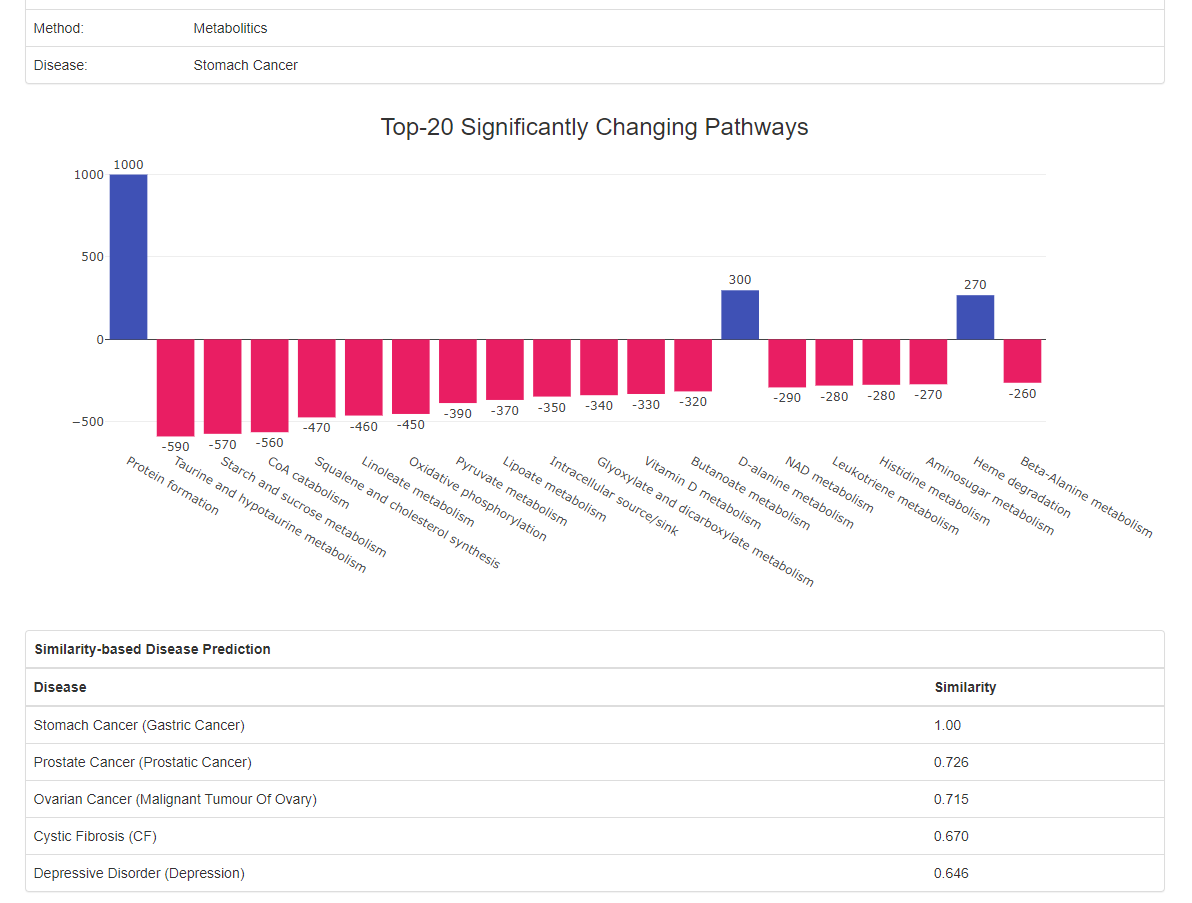 Method: Metabolitics
Disease: Stomach Cancer
Top-20 Significantly Changing Pathways
1000
500
0
−500
1000
-590
-570
-560
-470
-460
-450
-390
-370
-350
-340
-330
-320
300
-290
-280
-280
-270
270
-260
Protein formation
Taurine and hypotaurine metabolism
Starch and sucrose metabolism
CoA catabolism
Squalene and cholesterol synthesis
Linoleate metabolism
Oxidative phosphorylation
Pyruvate metabolism
Lipoate metabolism
Intracellular source/sink
Glyoxylate and dicarboxylate metabolism
Vitamin D metabolism
Butanoate metabolism
D-alanine metabolism
NAD metabolism
Leukotriene metabolism
Histidine metabolism
Aminosugar metabolism
Heme degradation
Beta-Alanine metabolism
Similarity-based Disease Prediction
Disease Similarity
Stomach Cancer (Gastric Cancer) 1.00
Prostate Cancer (Prostatic Cancer) 0.726
Ovarian Cancer (Malignant Tumour Of Ovary) 0.715
Cystic Fibrosis (CF) 0.670
Depressive Disorder (Depression) 0.646